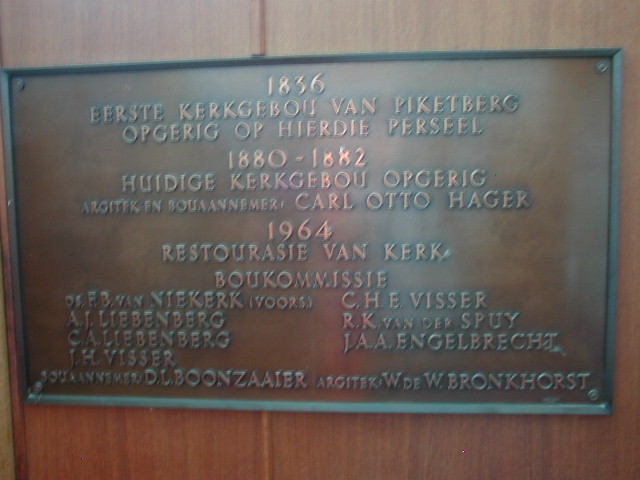 1836
EERSTE KERKGEBOU VAN PIKETBERG
OPGERIG OP HIERDIE PERSEEL
1880-1882
HUIDIGE KERKGEBOU OPGERIG
ARGITEK EN BOUAANNEMER: CARL OTTO HAGER
1964
RESTOURASIE VAN KERK
BOUKOMMISSIE
DS. F.B. VAN NIEKERK (VOORS.) C.H.E. VISSER
A.J. LIEBENBERG R.K. VAN DER SPUY
C.A. LIEBENBERG J.A.A. ENGELBRECHT
J.H. VISSER
BOUAANNEMER: D.L. BOONZAAIER ARGITEK: W. DE W. BRONKHORST